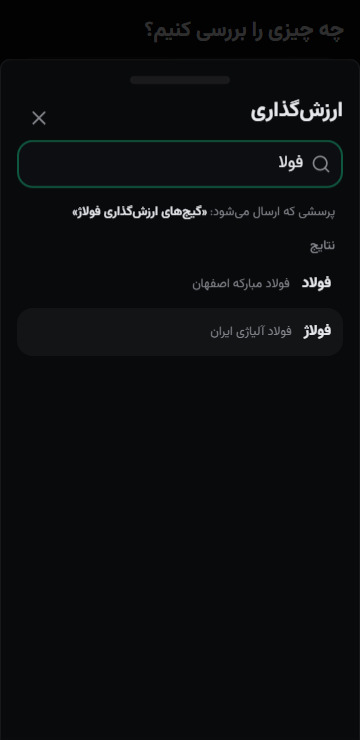 چه چیزی را بررسی کنیم؟
ارزش‌گذاری
فولا
پرسشی که ارسال می‌شود: «گیج‌های ارزش‌گذاری فولاژ»
نتایج
فولاد فولاد مبارکه اصفهان
فولاژ فولاد آلیاژی ایران